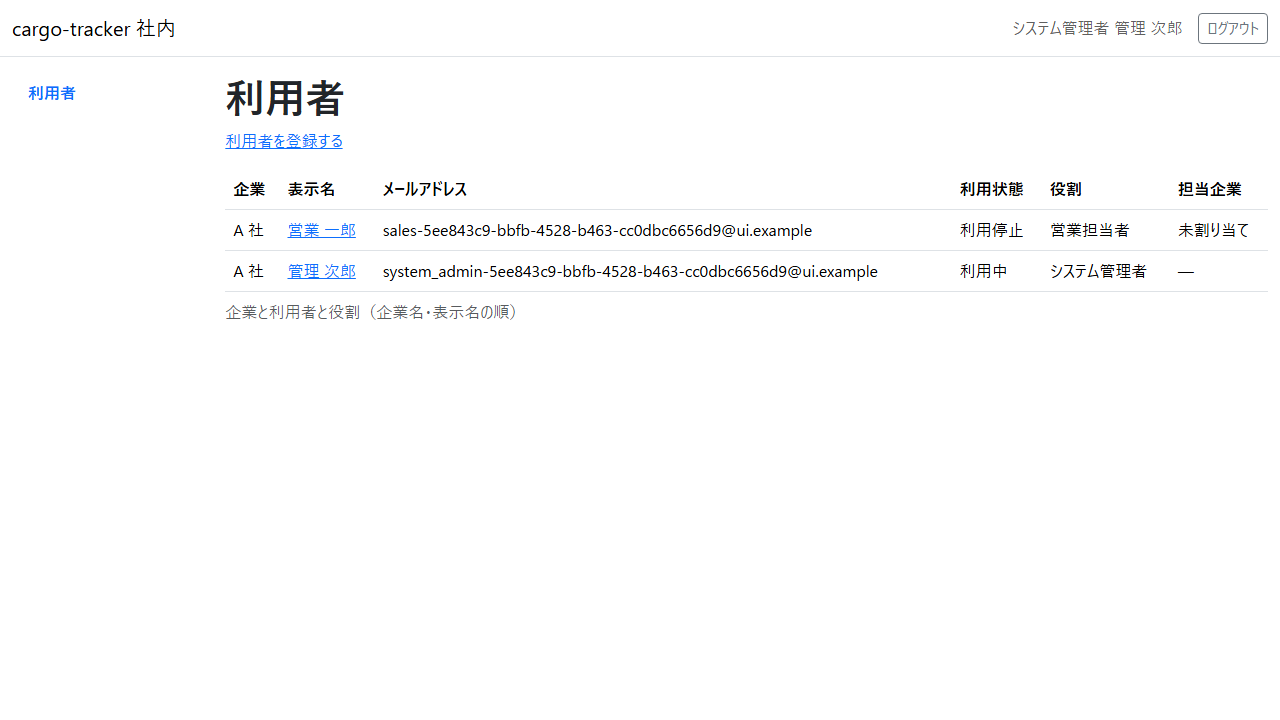 cargo-tracker 社内
システム管理者 管理 次郎 ログアウト
利用者
利用者
利用者を登録する
企業 表示名 メールアドレス 利用状態 役割 担当企業
A 社 営業 一郎 sales-5ee843c9-bbfb-4528-b463-cc0dbc6656d9@ui.example 利用停止 営業担当者 未割り当て
A 社 管理 次郎 system_admin-5ee843c9-bbfb-4528-b463-cc0dbc6656d9@ui.example 利用中 システム管理者 —
企業と利用者と役割（企業名・表示名の順）